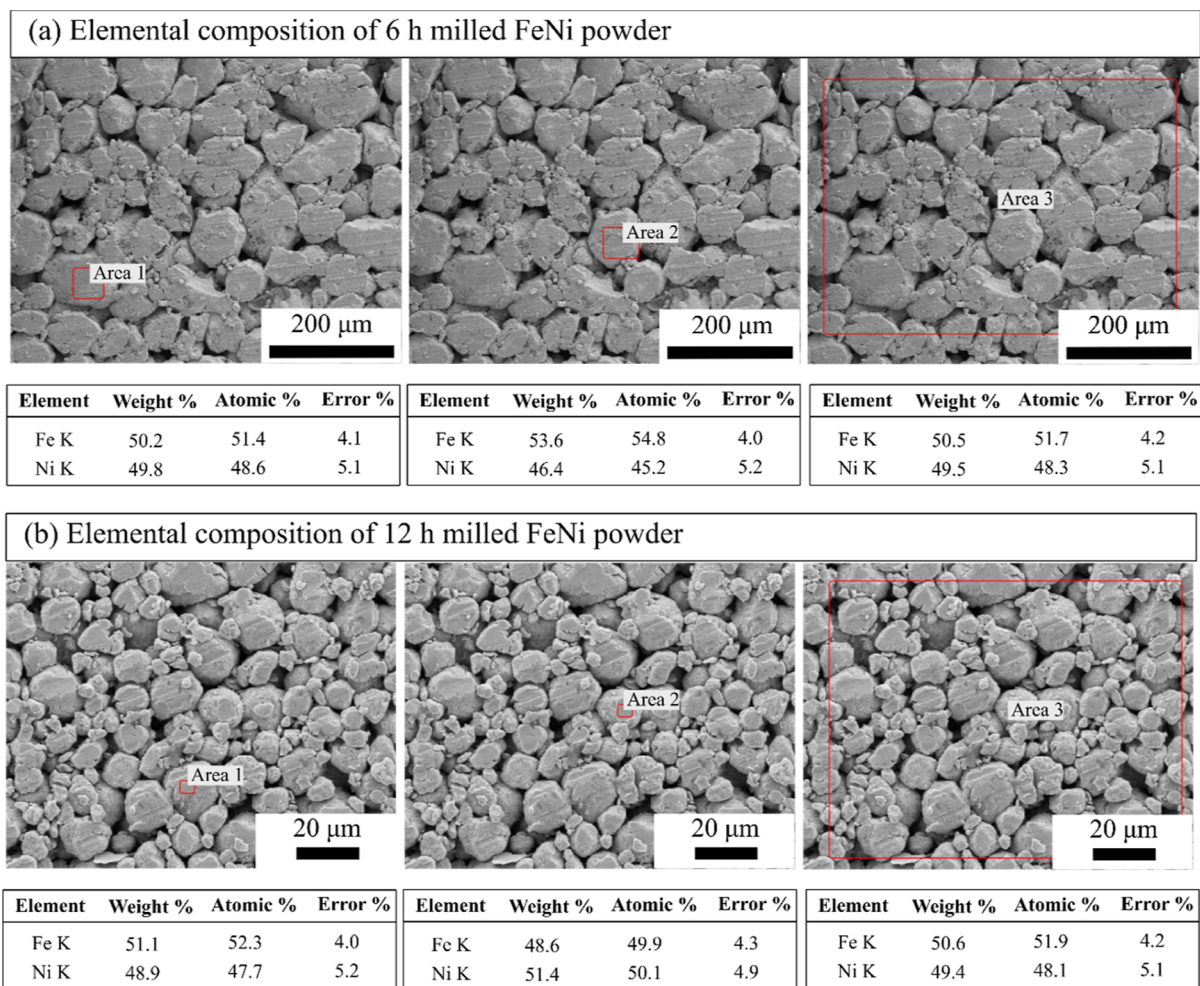 (a) Elemental composition of 6 h milled FeNi powder
Area 1
200 μm
Area 2
200 μm
Area 3
200 μm
Element Weight % Atomic % Error %
Fe K 50.2 51.4 4.1
Ni K 49.8 48.6 5.1
Element Weight % Atomic % Error %
Fe K 53.6 54.8 4.0
Ni K 46.4 45.2 5.2
Element Weight % Atomic % Error %
Fe K 50.5 51.7 4.2
Ni K 49.5 48.3 5.1
(b) Elemental composition of 12 h milled FeNi powder
Area 1
20 μm
Area 2
20 μm
Area 3
20 μm
Element Weight % Atomic % Error %
Fe K 51.1 52.3 4.0
Ni K 48.9 47.7 5.2
Element Weight % Atomic % Error %
Fe K 48.6 49.9 4.3
Ni K 51.4 50.1 4.9
Element Weight % Atomic % Error %
Fe K 50.6 51.9 4.2
Ni K 49.4 48.1 5.1